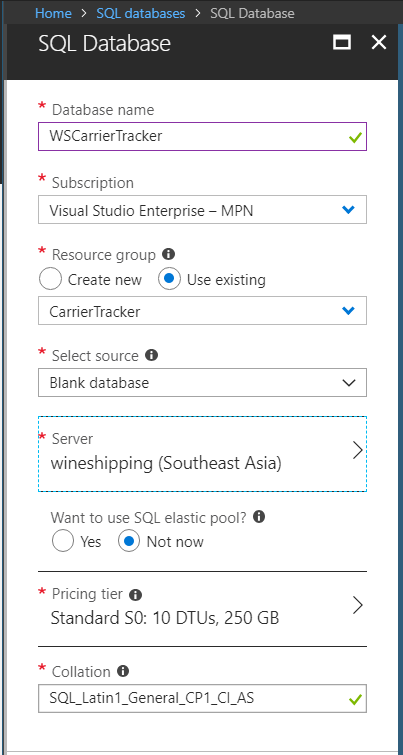 Home > SQL databases > SQL Database
SQL Database
* Database name
WSCarrierTracker
* Subscription
Visual Studio Enterprise – MPN
* Resource group
Create new Use existing
CarrierTracker
* Select source
Blank database
* Server
wineshipping (Southeast Asia)
Want to use SQL elastic pool?
Yes Not now
* Pricing tier
Standard S0: 10 DTUs, 250 GB
* Collation
SQL_Latin1_General_CP1_CI_AS